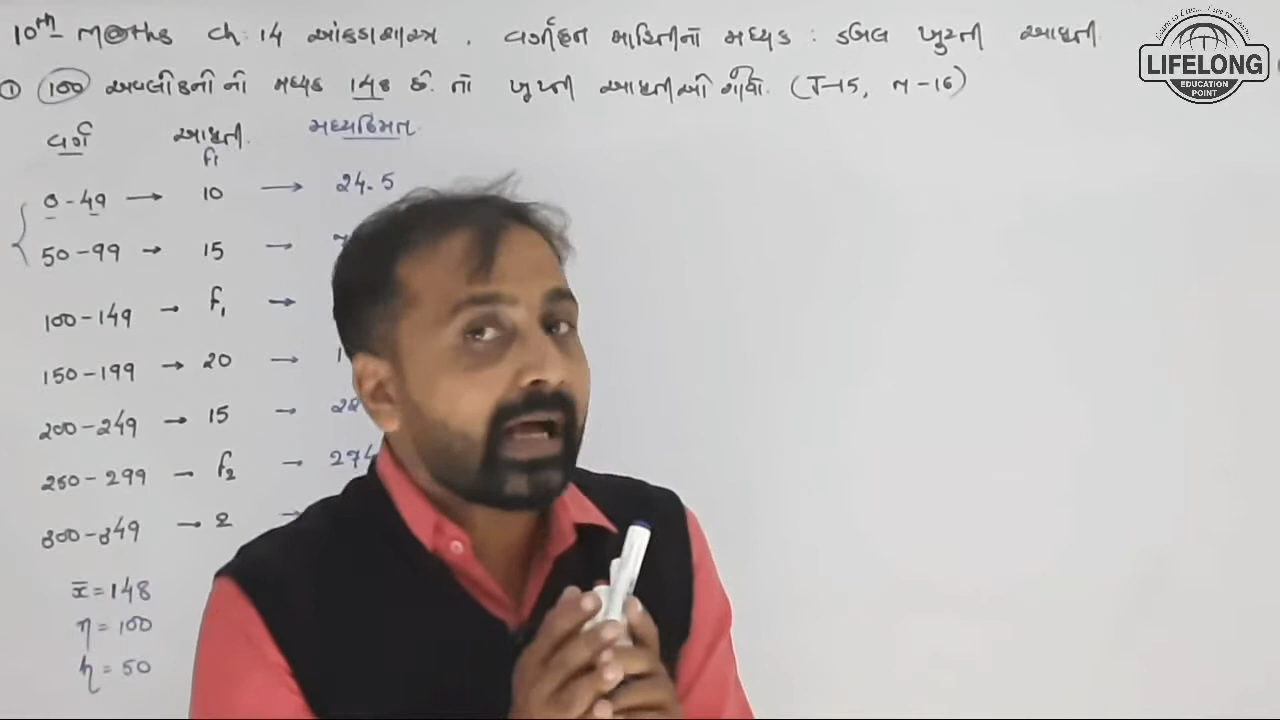 10th Maths ch: 14 આંકડાશાસ્ત્ર . વર્ગીકૃત માહિતીનો મધ્યક : ડબલ ખુટતી આવૃતી
① 100 અવલોકનોનો મધ્યક 148 છે. તો ખુટતી આવૃતીઓ શોધો. (J-15, M-16)
વર્ગ આવૃતી. મધ્યકિંમત.
fi
0-49 → 10 → 24.5
50-99 → 15 →
100-149 → f1 →
150-199 → 20 → 1
200-249 → 15 → 22
250-299 → f2 → 274
300-349 → 2 →
x̄ = 148
n = 100
h = 50
LIFELONG
EDUCATION
POINT